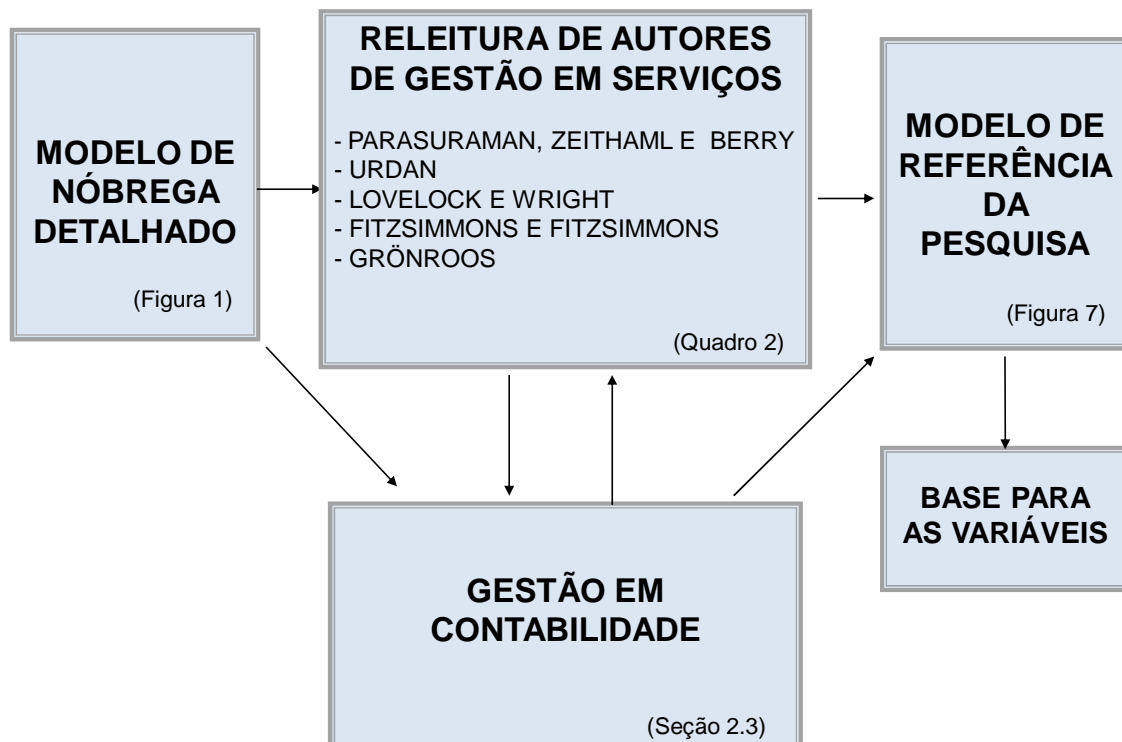 MODELO DE
NÓBREGA
DETALHADO
(Figura 1)
RELEITURA DE AUTORES
DE GESTÃO EM SERVIÇOS
- PARASURAMAN, ZEITHAML E BERRY
- URDAN
- LOVELOCK E WRIGHT
- FITZSIMMONS E FITZSIMMONS
- GRÖNROOS
(Quadro 2)
MODELO DE
REFERÊNCIA
DA
PESQUISA
(Figura 7)
GESTÃO EM
CONTABILIDADE
(Seção 2.3)
BASE PARA
AS VARIÁVEIS